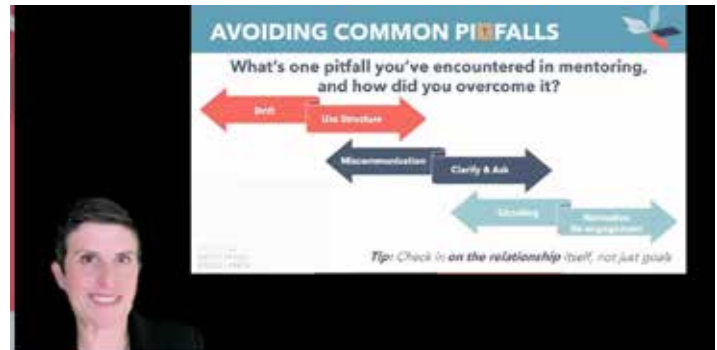 AVOIDING COMMON PITFALLS
What's one pitfall you've encountered in mentoring,
and how did you overcome it?
Drift
Use Structure
Miscommunication
Clarify & Ask
Ghosting
Normalize
Re-engagement
Tip: Check in on the relationship itself, not just goals